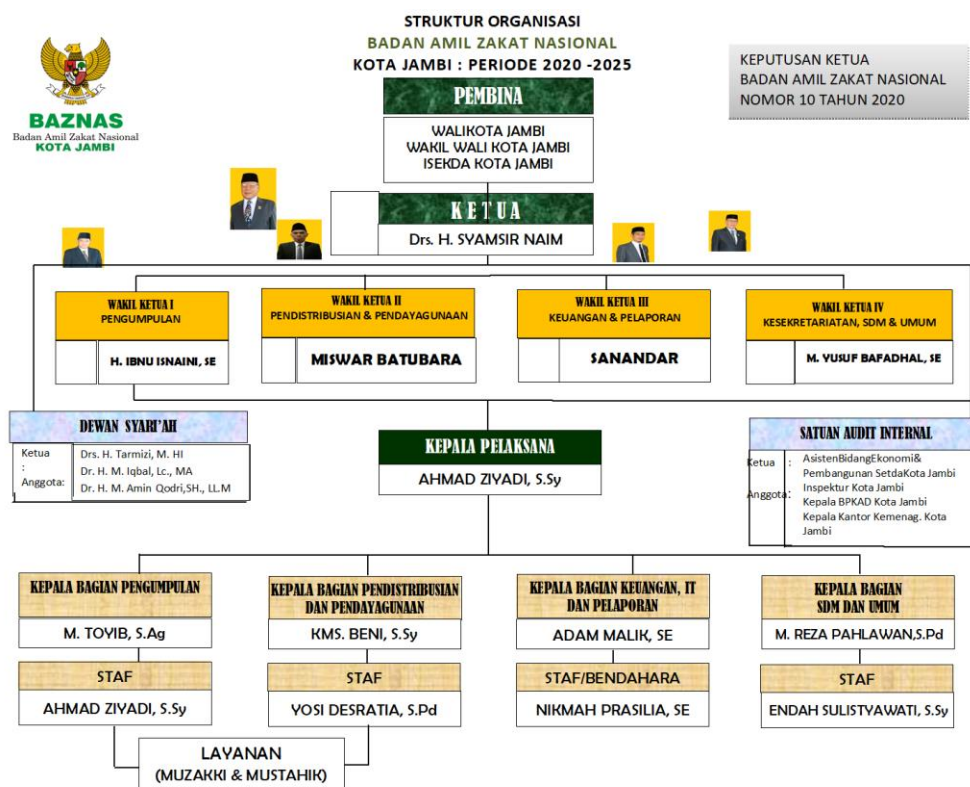 STRUKTUR ORGANISASI
BADAN AMIL ZAKAT NASIONAL
KOTA JAMBI : PERIODE 2020 -2025
BAZNAS
Badan Amil Zakat Nasional
KOTA JAMBI
KEPUTUSAN KETUA
BADAN AMIL ZAKAT NASIONAL
NOMOR 10 TAHUN 2020
PEMBINA
WALIKOTA JAMBI
WAKIL WALI KOTA JAMBI
ISEKDA KOTA JAMBI
KETUA
Drs. H. SYAMSIR NAIM
WAKIL KETUA I
PENGUMPULAN
H. IBNU ISNAINI, SE
WAKIL KETUA II
PENDISTRIBUSIAN & PENDAYAGUNAAN
MISWAR BATUBARA
WAKIL KETUA III
KEUANGAN & PELAPORAN
SANANDAR
WAKIL KETUA IV
KESEKRETARIATAN, SDM & UMUM
M. YUSUF BAFADHAL, SE
DEWAN SYARI'AH
Ketua
:
Anggota:
Drs. H. Tarmizi, M. HI
Dr. H. M. Iqbal, Lc., MA
Dr. H. M. Amin Qodri,SH., LL.M
KEPALA PELAKSANA
AHMAD ZIYADI, S.Sy
SATUAN AUDIT INTERNAL
Ketua :
Anggota:
AsistenBidangEkonomi&
Pembangunan SetdaKota Jambi
Inspektur Kota Jambi
Kepala BPKAD Kota Jambi
Kepala Kantor Kemenag. Kota
Jambi
KEPALA BAGIAN PENGUMPULAN
M. TOYIB, S.Ag
STAF
AHMAD ZIYADI, S.Sy
KEPALA BAGIAN PENDISTRIBUSIAN
DAN PENDAYAGUNAAN
KMS. BENI, S.Sy
STAF
YOSI DESRATIA, S.Pd
KEPALA BAGIAN KEUANGAN, IT
DAN PELAPORAN
ADAM MALIK, SE
STAF/BENDAHARA
NIKMAH PRASILIA, SE
KEPALA BAGIAN
SDM DAN UMUM
M. REZA PAHLAWAN,S.Pd
STAF
ENDAH SULISTYAWATI, S.Sy
LAYANAN
(MUZAKKI & MUSTAHIK)